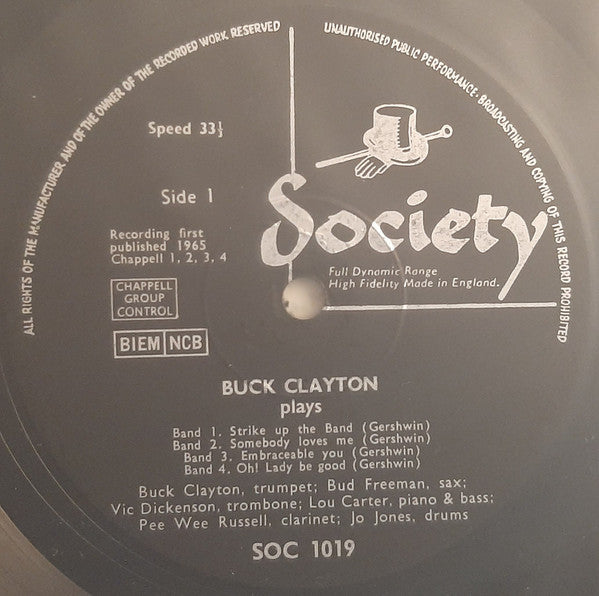 ALL RIGHTS OF THE MANUFACTURER AND OF THE OWNER OF THE RECORDED WORK RESERVED
UNAUTHORISED PUBLIC PERFORMANCE, BROADCASTING AND COPYING OF THIS RECORD PROHIBITED
Speed 33⅓
Side 1
Recording first
published 1965
Chappell 1, 2, 3, 4
CHAPPELL
GROUP
CONTROL
BIEM NCB
Society
Full Dynamic Range
High Fidelity Made in England.
BUCK CLAYTON
plays
Band 1. Strike up the Band (Gershwin)
Band 2. Somebody loves me (Gershwin)
Band 3. Embraceable you (Gershwin)
Band 4. Oh! Lady be good (Gershwin)
Buck Clayton, trumpet; Bud Freeman, sax;
Vic Dickenson, trombone; Lou Carter, piano & bass;
Pee Wee Russell, clarinet; Jo Jones, drums
SOC 1019